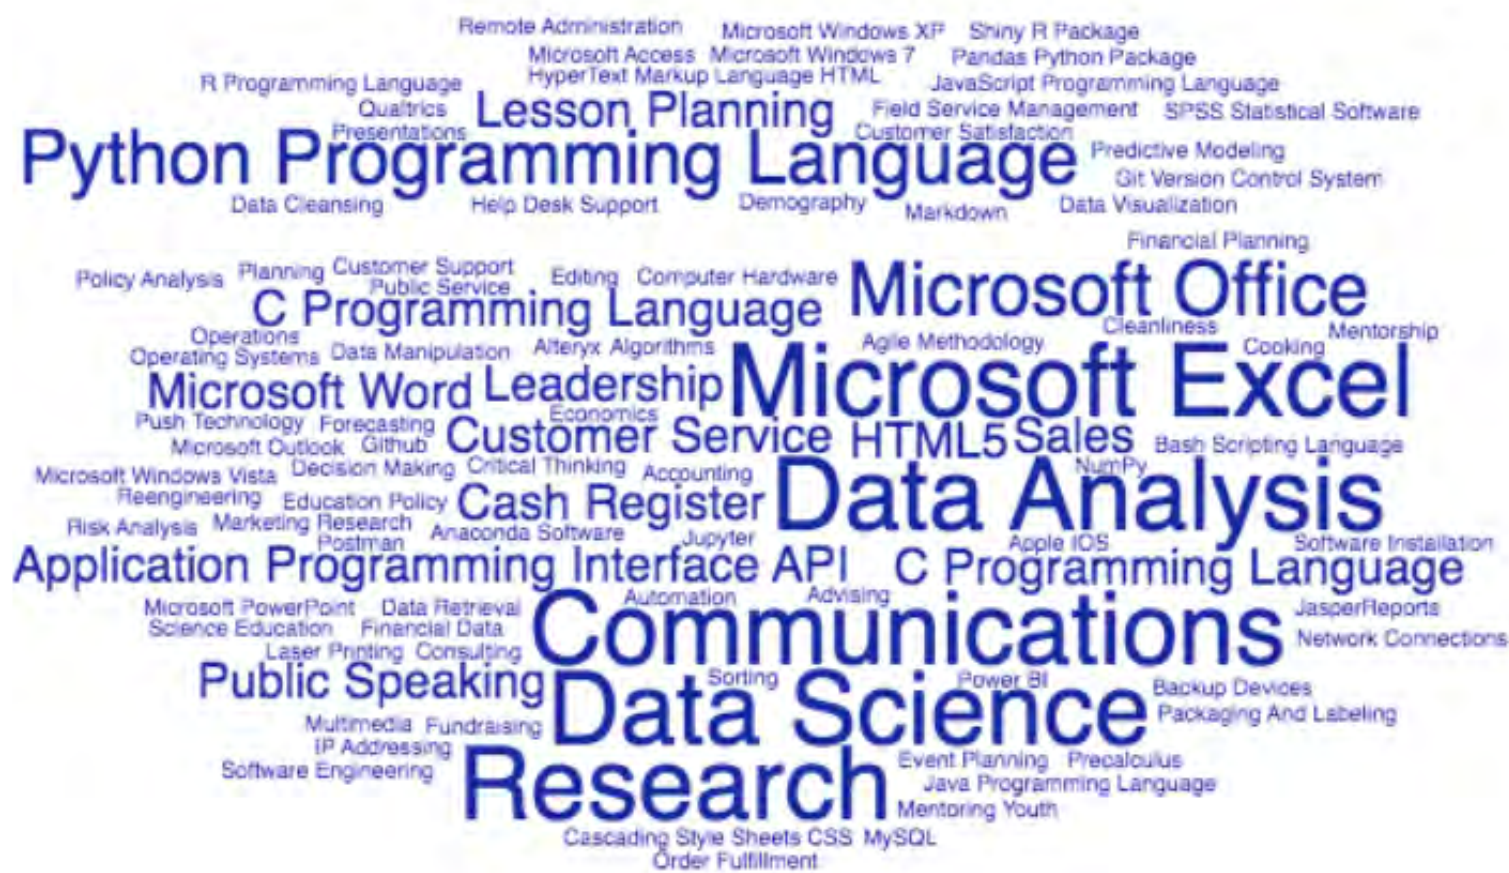 Remote Administration Microsoft Windows XP Shiny R Package
Microsoft Access Microsoft Windows 7 Pandas Python Package
R Programming Language HyperText Markup Language HTML JavaScript Programming Language
Qualtrics Lesson Planning Field Service Management SPSS Statistical Software
Presentations Customer Satisfaction
Python Programming Language Predictive Modeling
Git Version Control System
Data Cleansing Help Desk Support Demography Markdown Data Visualization
Financial Planning
Policy Analysis Planning Customer Support Editing Computer Hardware Microsoft Office
Public Service
C Programming Language
Operations Cleanliness Mentorship
Operating Systems Data Manipulation Alteryx Algorithms Agile Methodology Cooking
Microsoft Word Leadership Microsoft Excel
Economics
Push Technology Forecasting
Microsoft Outlook Github Customer Service HTML5 Sales Bash Scripting Language
Microsoft Windows Vista Decision Making Critical Thinking Accounting NumPy
Reengineering Education Policy Cash Register Data Analysis
Risk Analysis Marketing Research Anaconda Software
Postman Jupyter Apple IOS Software Installation
Application Programming Interface API C Programming Language
Automation Advising
Microsoft PowerPoint Data Retrieval Communications JasperReports
Science Education Financial Data Network Connections
Laser Printing Consulting
Public Speaking Sorting Power BI Backup Devices
Data Science Packaging And Labeling
Multimedia Fundraising
IP Addressing Event Planning Precalculus
Software Engineering Research Java Programming Language
Mentoring Youth
Cascading Style Sheets CSS MySQL
Order Fulfillment